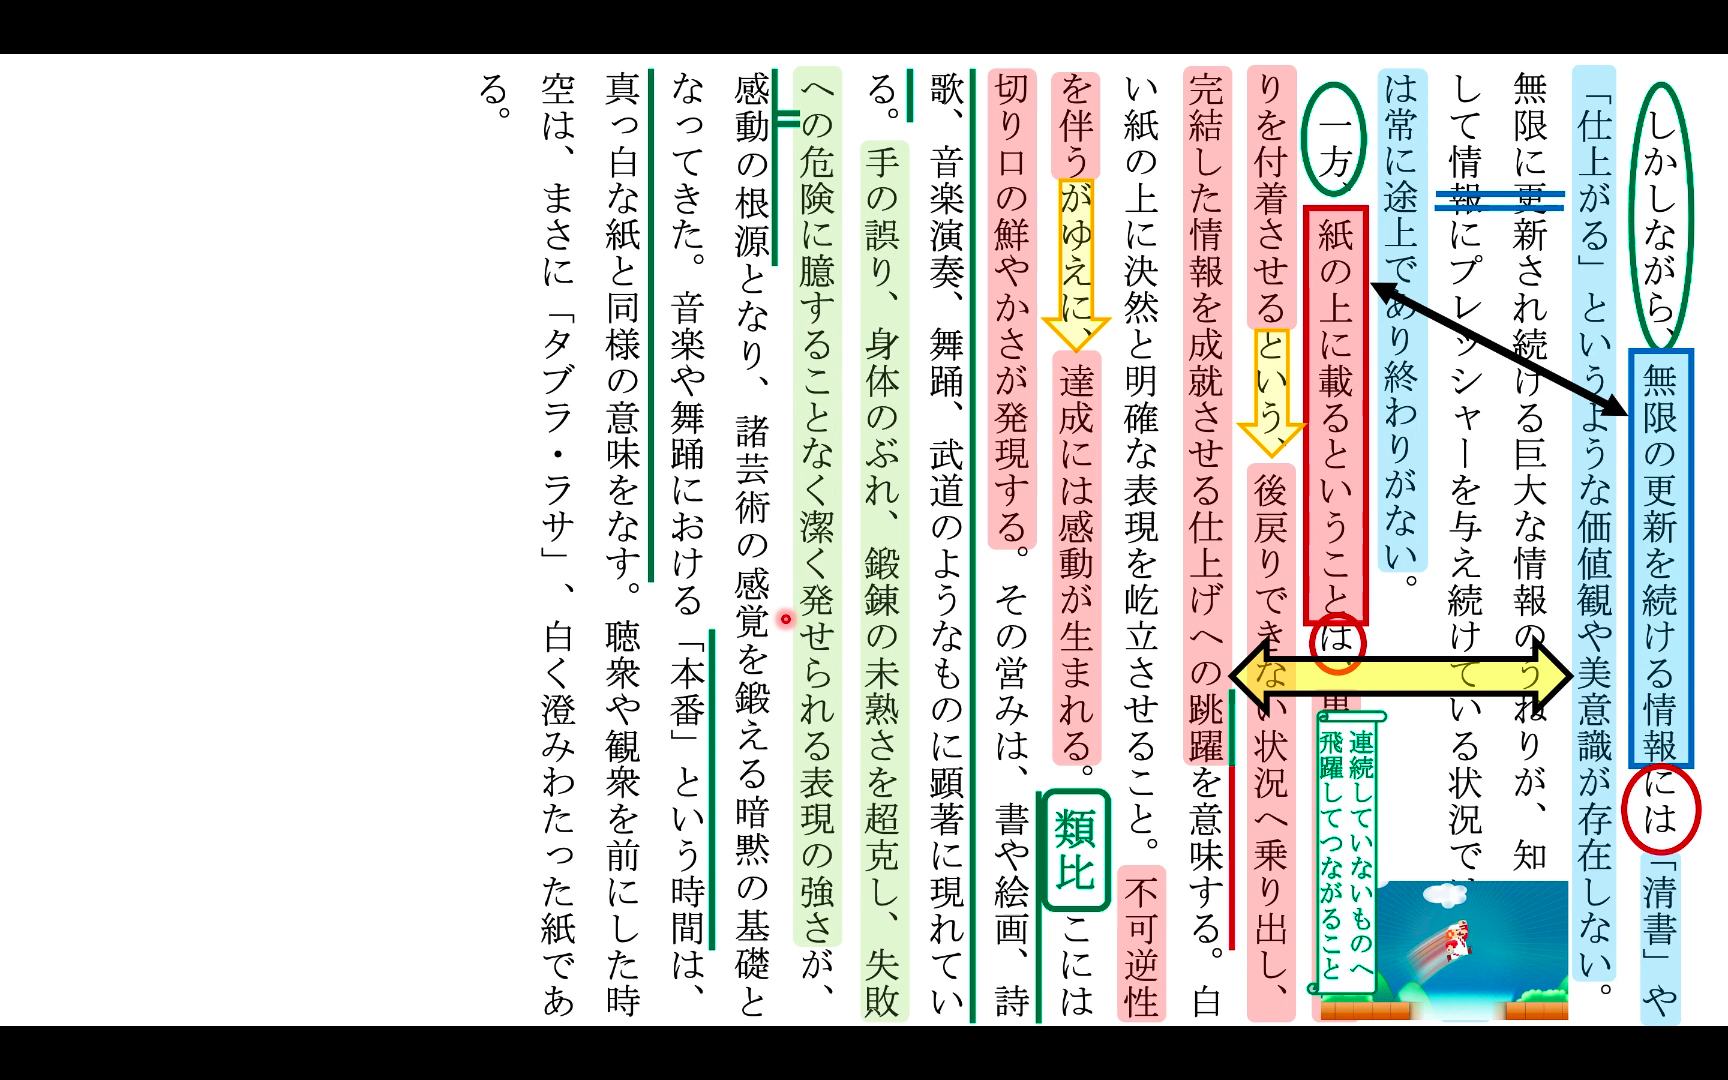 しかしながら、無限の更新を続ける情報には「清書」や
「仕上がる」というような価値観や美意識が存在しない。
無限に更新され続ける巨大な情報のうねりが、知
して情報にプレッシャーを与え続けている状況で
は常に途上であり終わりがない。
一方、紙の上に載るということは、
連続していないものへ
飛躍してつながること
りを付着させるという、後戻りできない状況へ乗り出し、
完結した情報を成就させる仕上げへの跳躍を意味する。白
い紙の上に決然と明確な表現を屹立させること。不可逆性
を伴うがゆえに、達成には感動が生まれる。
類比
こには
切り口の鮮やかさが発現する。その営みは、書や絵画、詩
歌、音楽演奏、舞踊、武道のようなものに顕著に現れてい
る。手の誤り、身体のぶれ、鍛錬の未熟さを超克し、失敗
への危険に臆することなく潔く発せられる表現の強さが、
感動の根源となり、諸芸術の感覚を鍛える暗黙の基礎と
なってきた。音楽や舞踊における「本番」という時間は、
真っ白な紙と同様の意味をなす。聴衆や観衆を前にした時
空は、まさに「タブラ・ラサ」、白く澄みわたった紙であ
る。